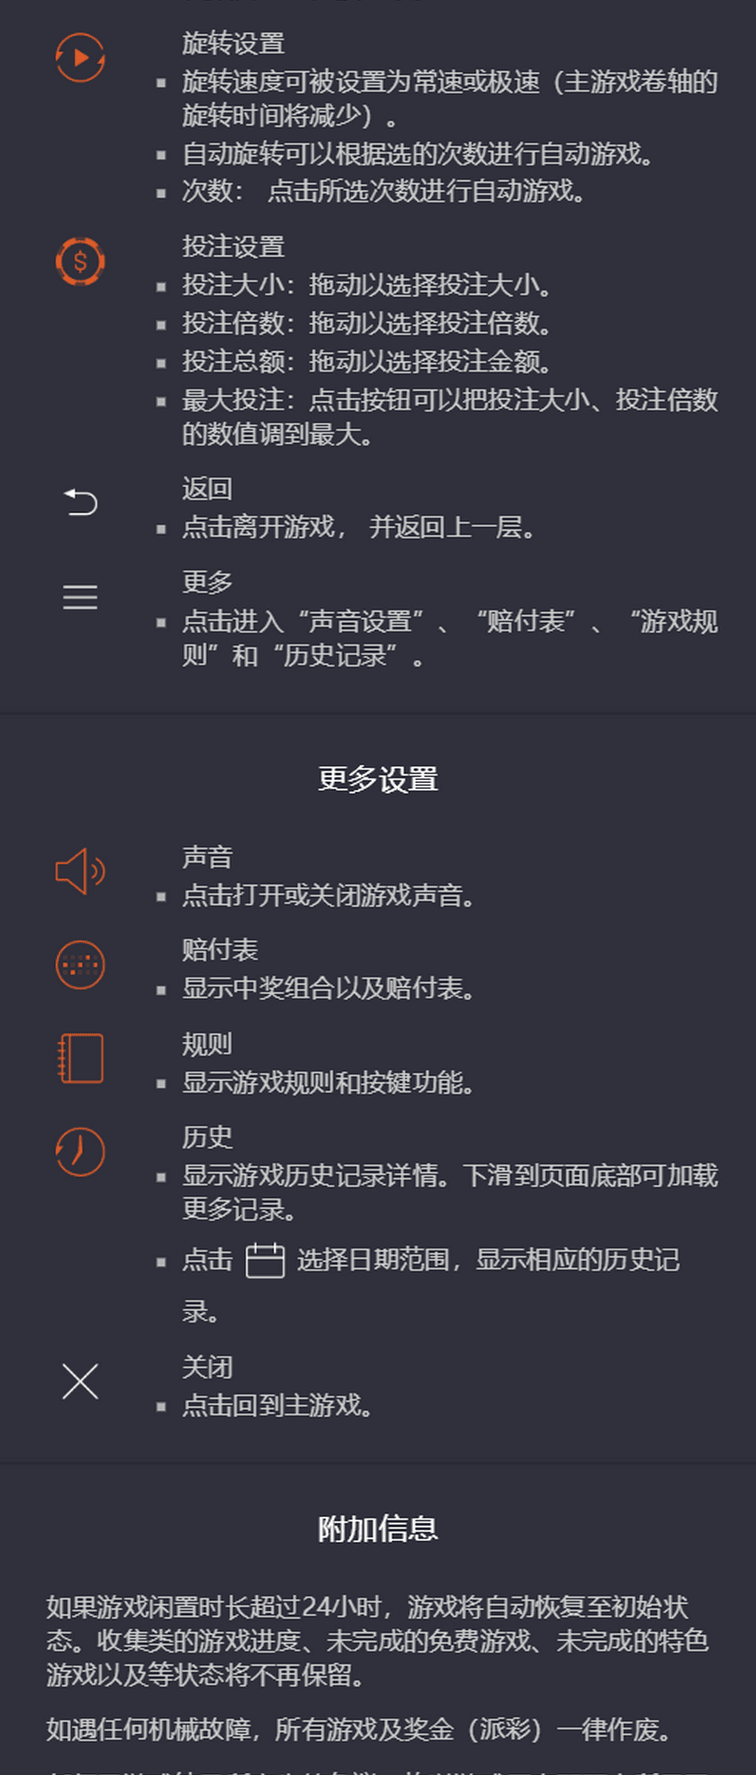 旋转设置
▪ 旋转速度可被设置为常速或极速（主游戏卷轴的
旋转时间将减少）。
▪ 自动旋转可以根据选的次数进行自动游戏。
▪ 次数： 点击所选次数进行自动游戏。
投注设置
▪ 投注大小：拖动以选择投注大小。
▪ 投注倍数：拖动以选择投注倍数。
▪ 投注总额：拖动以选择投注金额。
▪ 最大投注：点击按钮可以把投注大小、投注倍数
的数值调到最大。
返回
▪ 点击离开游戏， 并返回上一层。
更多
▪ 点击进入“声音设置”、“赔付表”、“游戏规
则”和“历史记录”。
更多设置
声音
▪ 点击打开或关闭游戏声音。
赔付表
▪ 显示中奖组合以及赔付表。
规则
▪ 显示游戏规则和按键功能。
历史
▪ 显示游戏历史记录详情。下滑到页面底部可加载
更多记录。
▪ 点击 选择日期范围，显示相应的历史记
录。
关闭
▪ 点击回到主游戏。
附加信息
如果游戏闲置时长超过24小时，游戏将自动恢复至初始状
态。收集类的游戏进度、未完成的免费游戏、未完成的特色
游戏以及等状态将不再保留。
如遇任何机械故障，所有游戏及奖金（派彩）一律作废。